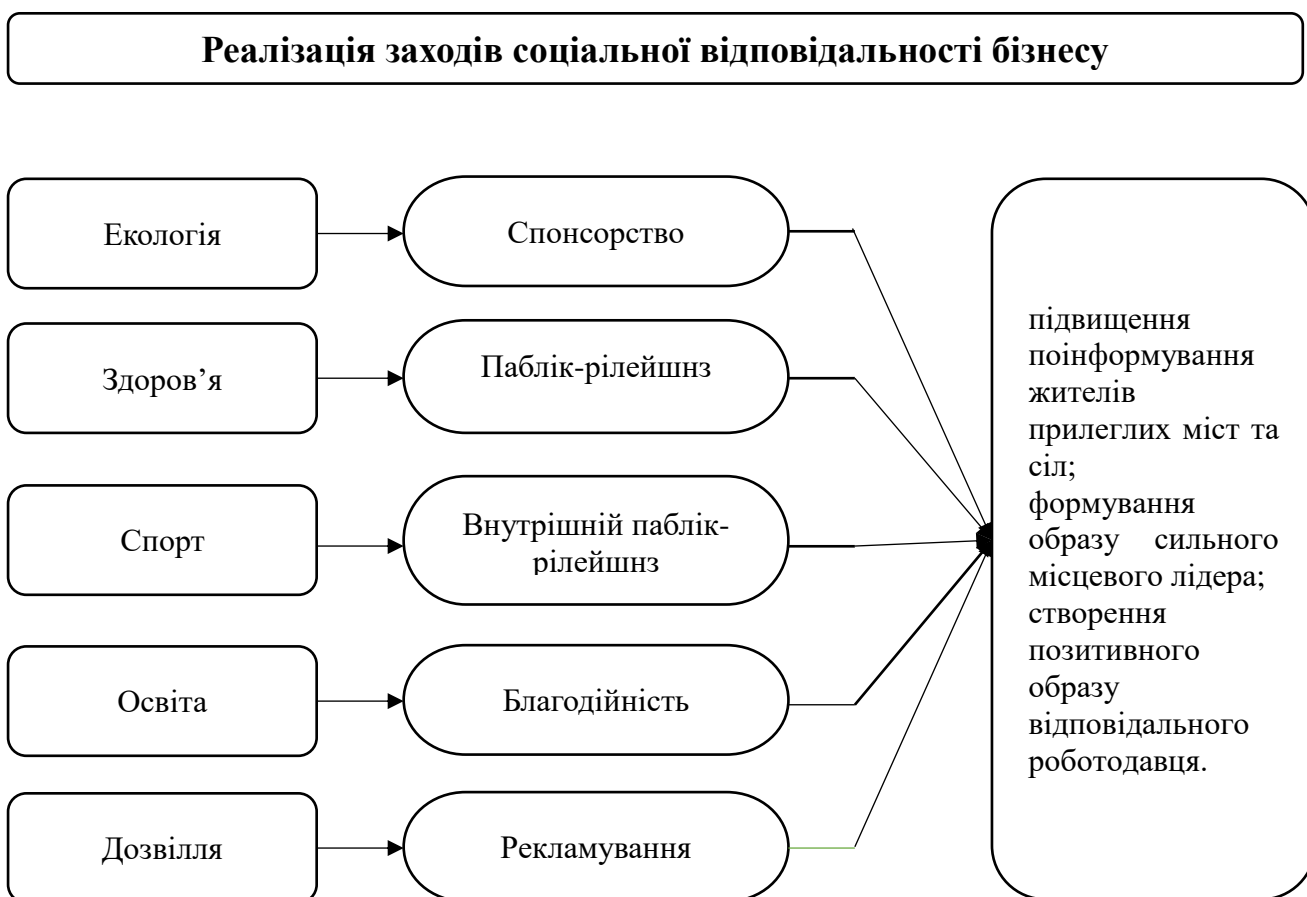 Реалізація заходів соціальної відповідальності бізнесу
Екологія
Спонсорство
Здоров’я
Паблік-рілейшнз
Спорт
Внутрішній паблік-
рілейшнз
Освіта
Благодійність
Дозвілля
Рекламування
підвищення
поінформування
жителів
прилеглих міст та
сіл;
формування
образу сильного
місцевого лідера;
створення
позитивного
образу
відповідального
роботодавця.